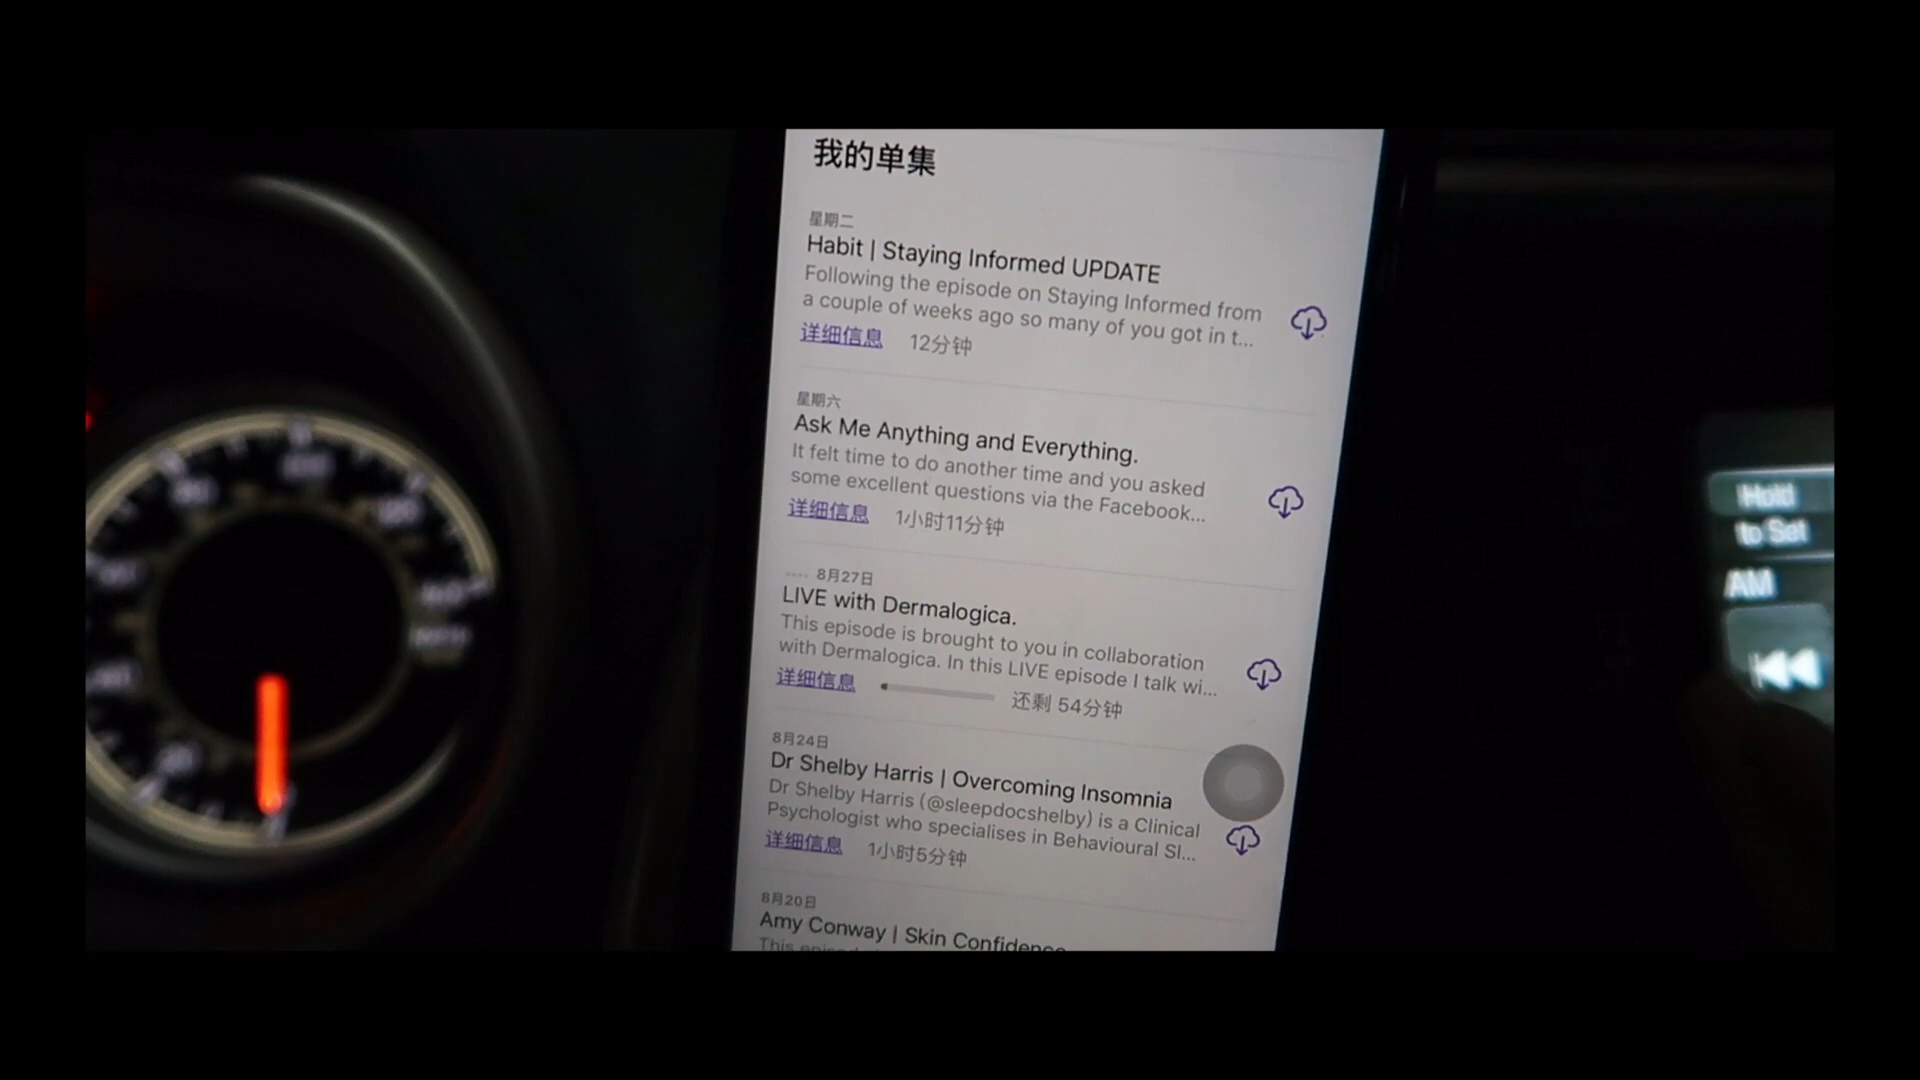 我的单集
星期二
Habit | Staying Informed UPDATE
Following the episode on Staying Informed from
a couple of weeks ago so many of you got in t...
详细信息 12分钟
星期六
Ask Me Anything and Everything.
It felt time to do another time and you asked
some excellent questions via the Facebook...
详细信息 1小时11分钟
8月27日
LIVE with Dermalogica.
This episode is brought to you in collaboration
with Dermalogica. In this LIVE episode I talk wi...
详细信息 还剩 54分钟
8月24日
Dr Shelby Harris | Overcoming Insomnia
Dr Shelby Harris (@sleepdocshelby) is a Clinical
Psychologist who specialises in Behavioural Sl...
详细信息 1小时5分钟
8月20日
Amy Conway | Skin Confidence
Hold
to Set
AM